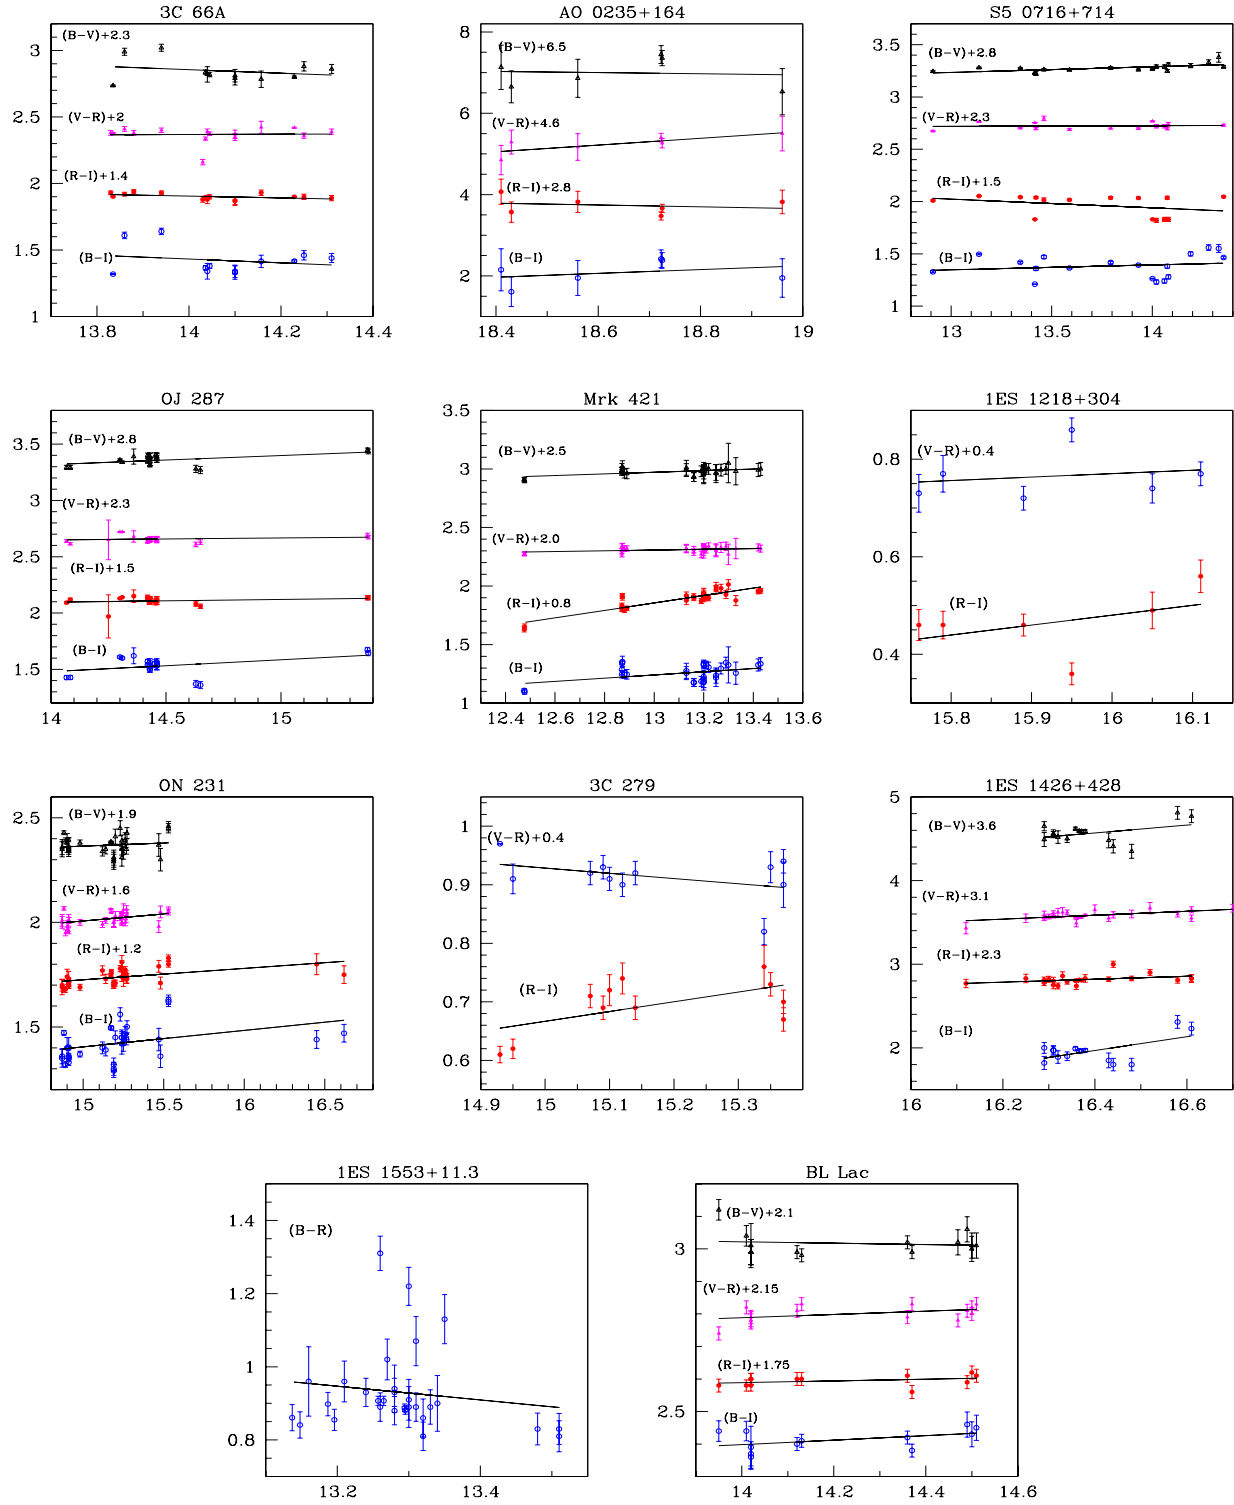 3C 66A
(B−V)+2.3
(V−R)+2
(R−I)+1.4
(B−I)
3
2.5
2
1.5
1
13.8 14 14.2 14.4
AO 0235+164
(B−V)+6.5
(V−R)+4.6
(R−I)+2.8
(B−I)
8
6
4
2
18.4 18.6 18.8 19
S5 0716+714
(B−V)+2.8
(V−R)+2.3
(R−I)+1.5
(B−I)
3.5
3
2.5
2
1.5
1
13 13.5 14
OJ 287
(B−V)+2.8
(V−R)+2.3
(R−I)+1.5
(B−I)
3.5
3
2.5
2
1.5
14 14.5 15
Mrk 421
(B−V)+2.5
(V−R)+2.0
(R−I)+0.8
(B−I)
3.5
3
2.5
2
1.5
1
12.4 12.6 12.8 13 13.2 13.4 13.6
1ES 1218+304
(V−R)+0.4
(R−I)
0.8
0.6
0.4
15.8 15.9 16 16.1
ON 231
(B−V)+1.9
(V−R)+1.6
(R−I)+1.2
(B−I)
2.5
2
1.5
15 15.5 16 16.5
3C 279
(V−R)+0.4
(R−I)
1
0.9
0.8
0.7
0.6
14.9 15 15.1 15.2 15.3
1ES 1426+428
(B−V)+3.6
(V−R)+3.1
(R−I)+2.3
(B−I)
5
4
3
2
16 16.2 16.4 16.6
1ES 1553+11.3
(B−R)
1.4
1.2
1
0.8
13.2 13.4
BL Lac
(B−V)+2.1
(V−R)+2.15
(R−I)+1.75
(B−I)
3
2.5
14 14.2 14.4 14.6